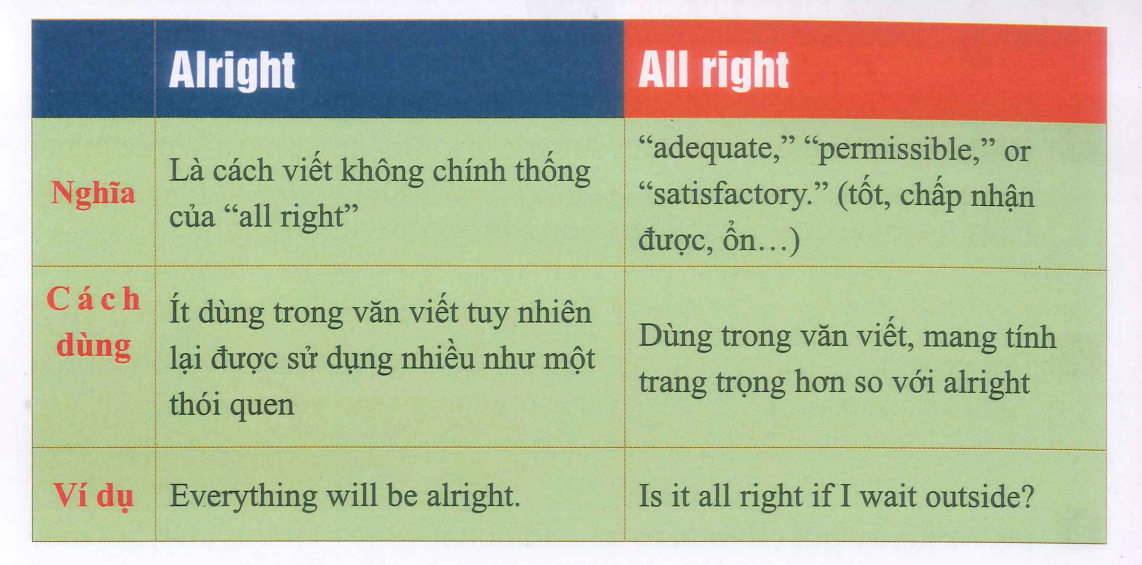 Alright
All right
Nghĩa
Là cách viết không chính thống
của “all right”
“adequate,” “permissible,” or
“satisfactory.” (tốt, chấp nhận
được, ổn…)
Cách
dùng
Ít dùng trong văn viết tuy nhiên
lại được sử dụng nhiều như một
thói quen
Dùng trong văn viết, mang tính
trang trọng hơn so với alright
Ví dụ
Everything will be alright.
Is it all right if I wait outside?